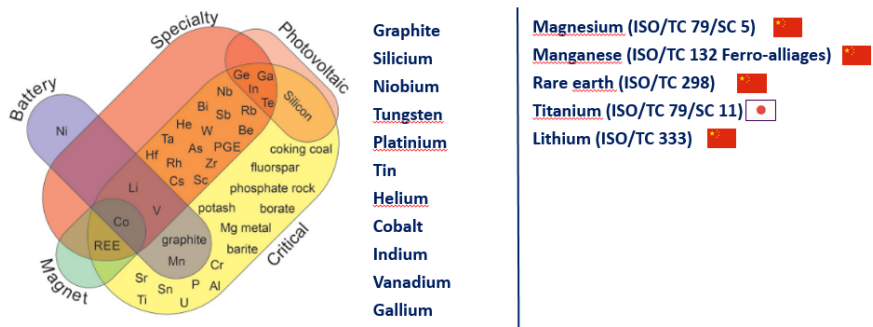 Specialty
Photovoltaic
Battery
Magnet
Critical
Ge Ga
In
Te
Silicon
Nb
Bi
Sb
Rb
He
W
Be
Ta
As
PGE
Hf
Rh
Zr
Cs
Sc
coking coal
fluorspar
phosphate rock
potash
borate
Mg metal
barite
Ni
Li
V
Co
REE
graphite
Mn
Cr
Sr
Sn
P
Al
Ti
U
Graphite
Silicium
Niobium
Tungsten
Platinium
Tin
Helium
Cobalt
Indium
Vanadium
Gallium
Magnesium (ISO/TC 79/SC 5)
Manganese (ISO/TC 132 Ferro-alliages)
Rare earth (ISO/TC 298)
Titanium (ISO/TC 79/SC 11)
Lithium (ISO/TC 333)